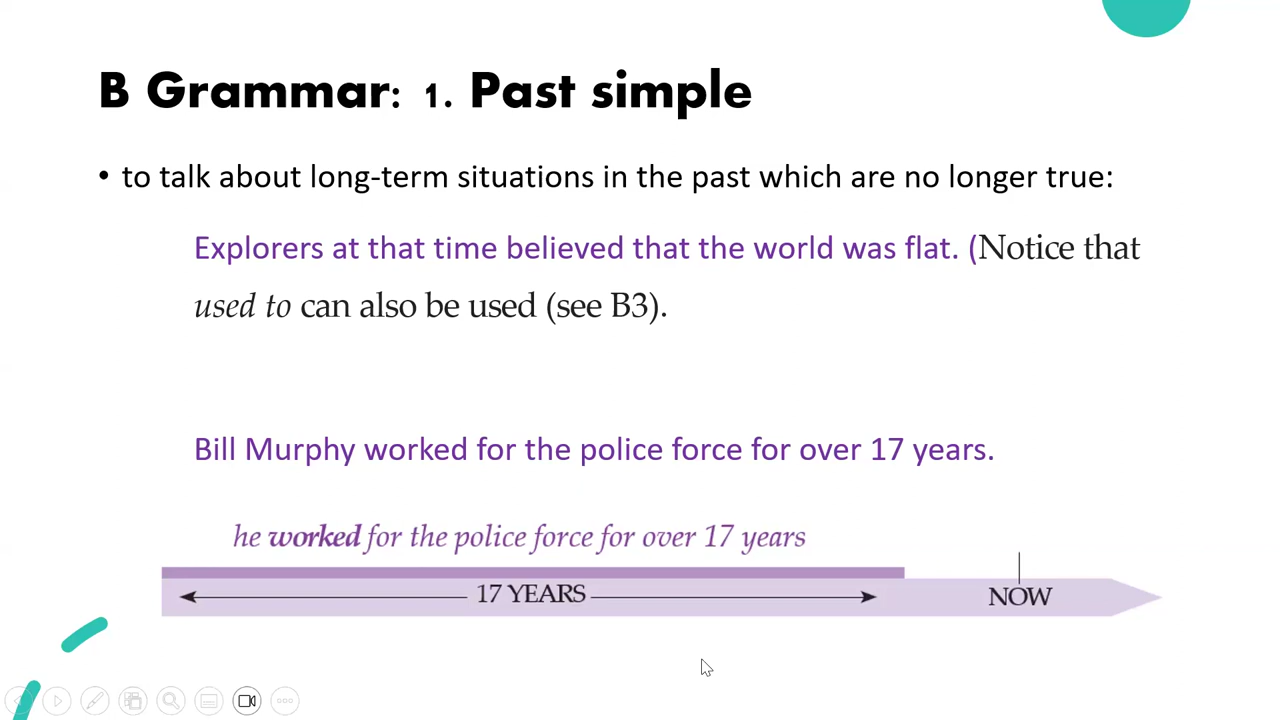 B Grammar: 1. Past simple
• to talk about long-term situations in the past which are no longer true:
Explorers at that time believed that the world was flat. (Notice that
used to can also be used (see B3).
Bill Murphy worked for the police force for over 17 years.
he worked for the police force for over 17 years
17 YEARS
NOW